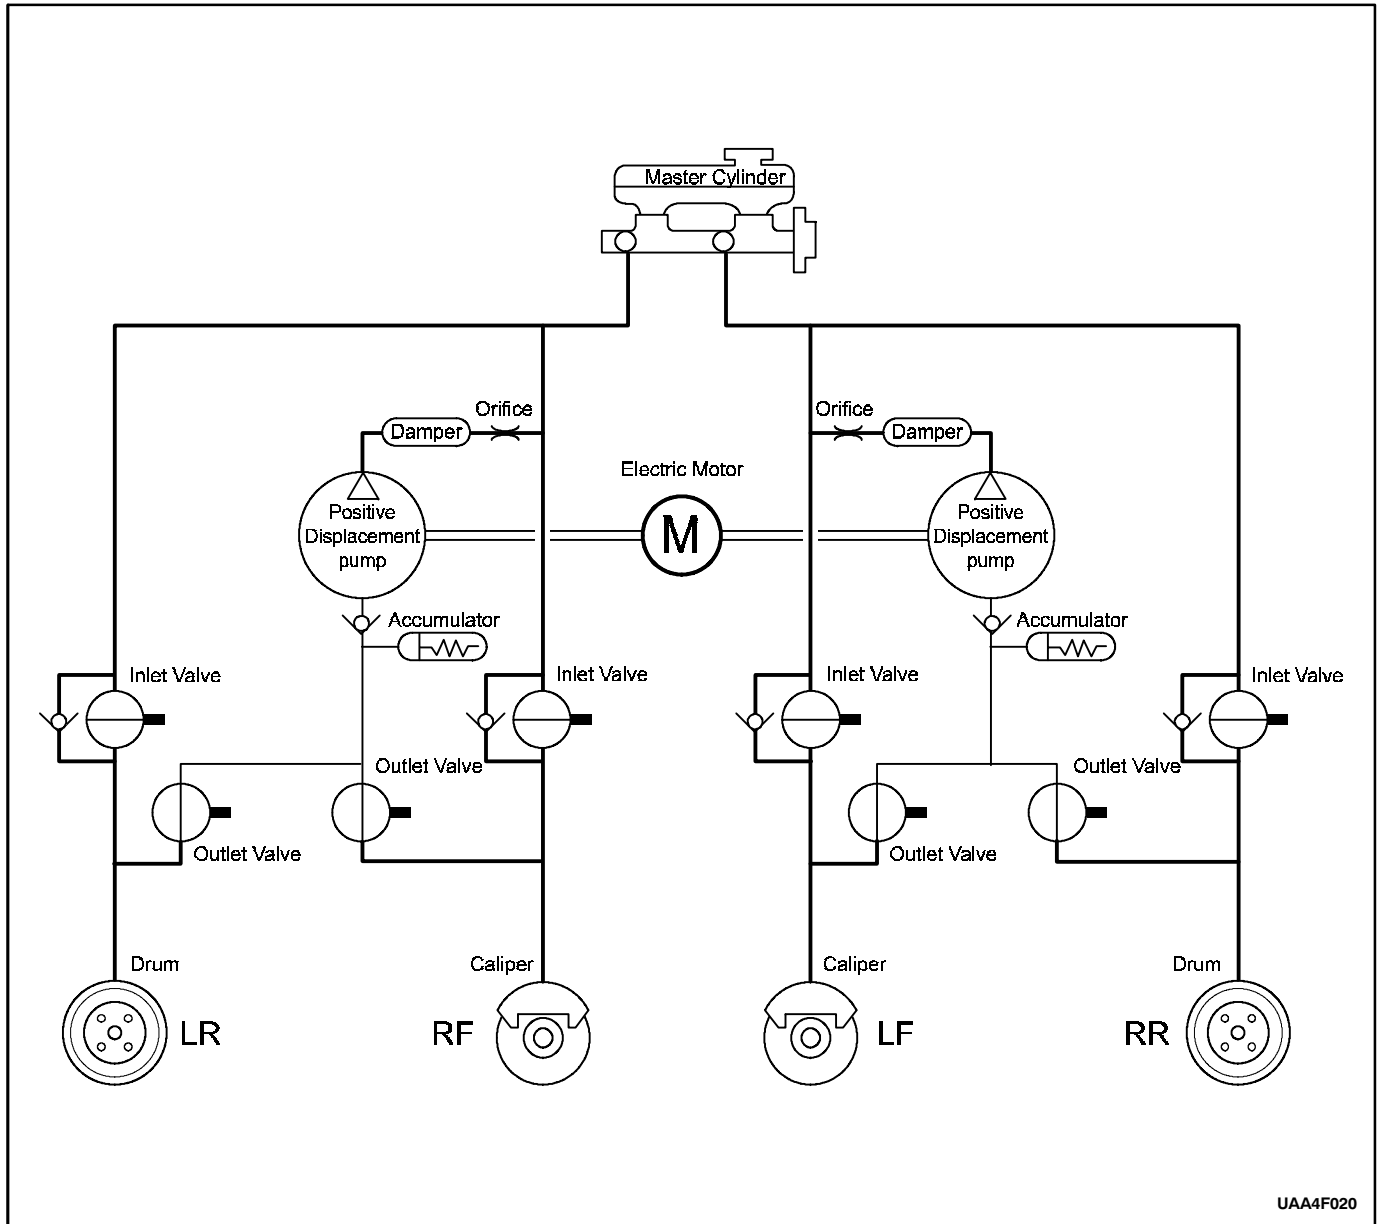 Master Cylinder
Orifice
Orifice
Damper
Damper
Electric Motor
Positive
Displacement
pump
M
Positive
Displacement
pump
Accumulator
Accumulator
Inlet Valve
Inlet Valve
Inlet Valve
Inlet Valve
Outlet Valve
Outlet Valve
Outlet Valve
Outlet Valve
Drum
Caliper
Caliper
Drum
LR
RF
LF
RR
UAA4F020